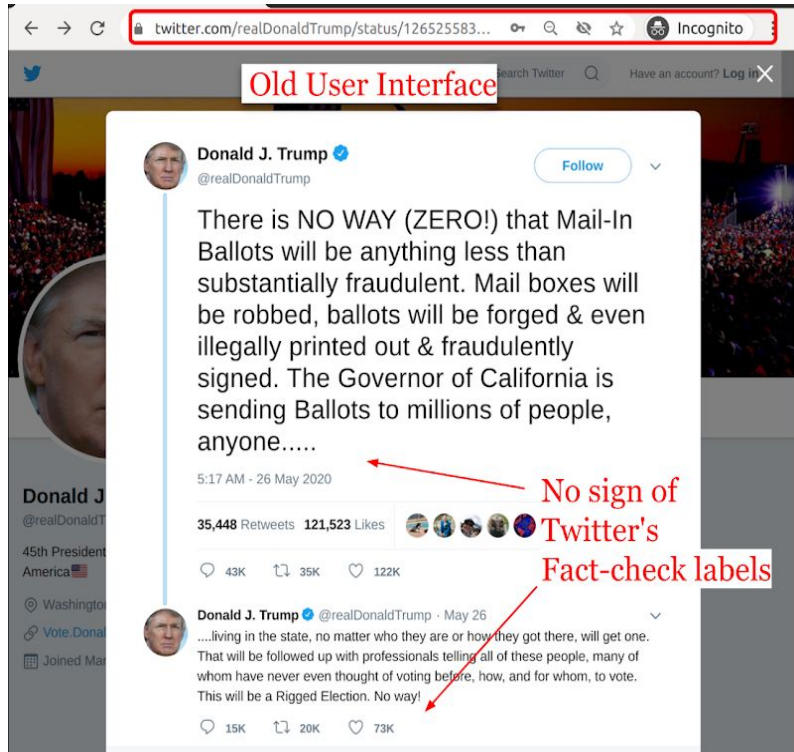 twitter.com/realDonaldTrump/status/126525583...
Incognito
Old User Interface
Search Twitter
Have an account? Log in
Donald J. Trump
@realDonaldTrump
Follow
There is NO WAY (ZERO!) that Mail-In
Ballots will be anything less than
substantially fraudulent. Mail boxes will
be robbed, ballots will be forged & even
illegally printed out & fraudulently
signed. The Governor of California is
sending Ballots to millions of people,
anyone.....
5:17 AM - 26 May 2020
35,448 Retweets 121,523 Likes
43K 35K 122K
No sign of
Twitter's
Fact-check labels
Donald J. Trump @realDonaldTrump · May 26
....living in the state, no matter who they are or how they got there, will get one.
That will be followed up with professionals telling all of these people, many of
whom have never even thought of voting before, how, and for whom, to vote.
This will be a Rigged Election. No way!
15K 20K 73K
Donald J
@realDonaldT
45th President
America
Washingto
Vote.Donal
Joined Mar